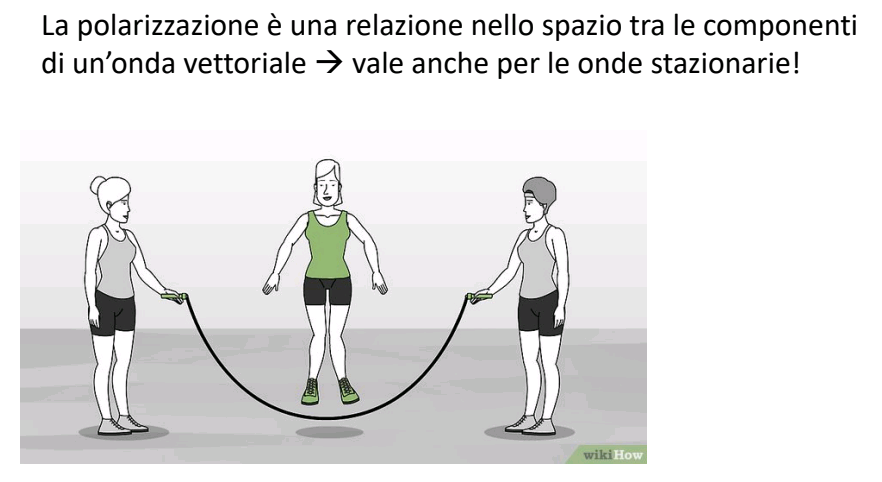 La polarizzazione è una relazione nello spazio tra le componenti
di un’onda vettoriale → vale anche per le onde stazionarie!
wikiHow